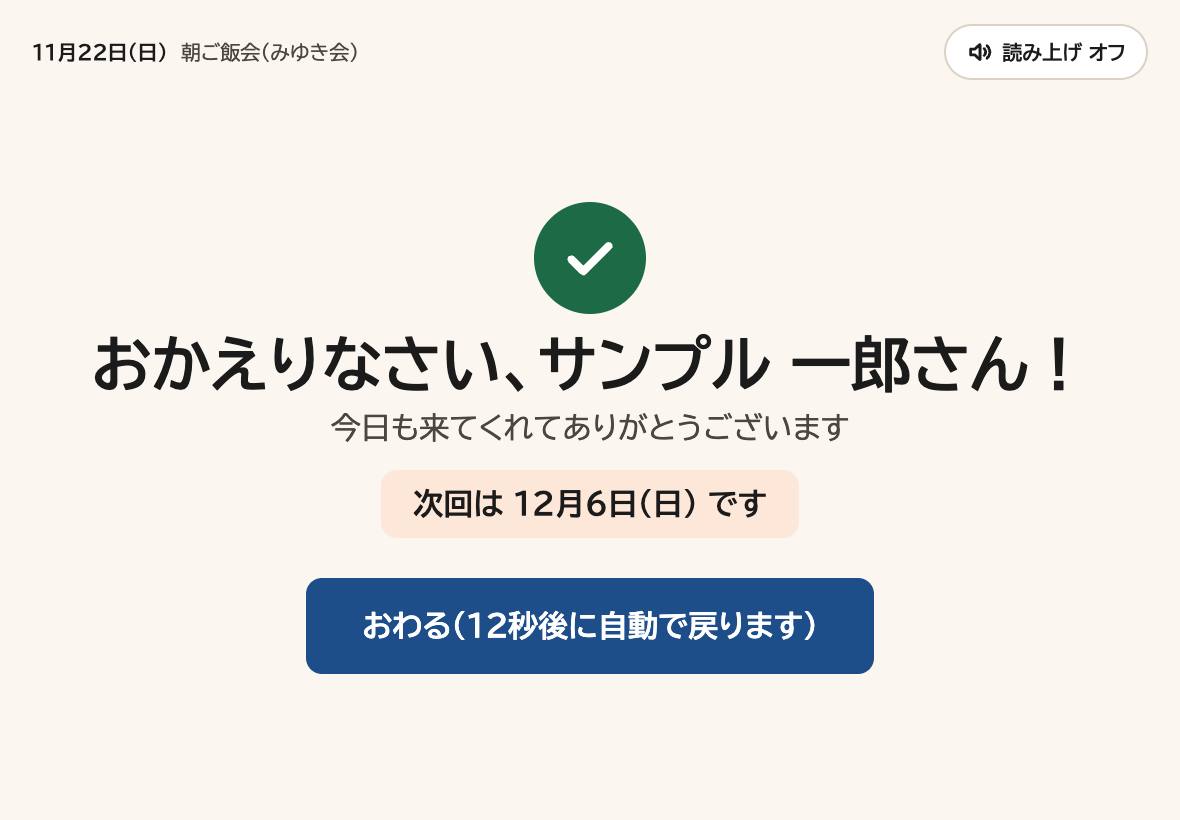 11月22日(日) 朝ご飯会(みゆき会)
読み上げ オフ
おかえりなさい、サンプル 一郎さん！
今日も来てくれてありがとうございます
次回は 12月6日(日) です
おわる(12秒後に自動で戻ります)